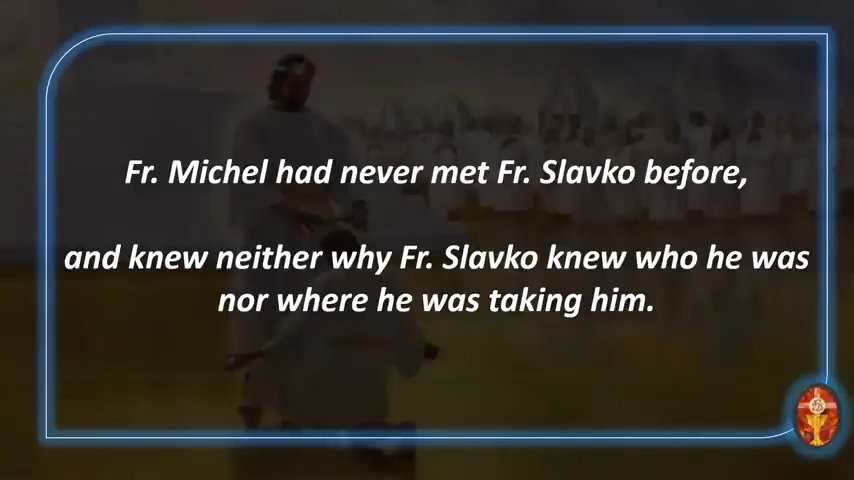 Fr. Michel had never met Fr. Slavko before,
and knew neither why Fr. Slavko knew who he was
nor where he was taking him.